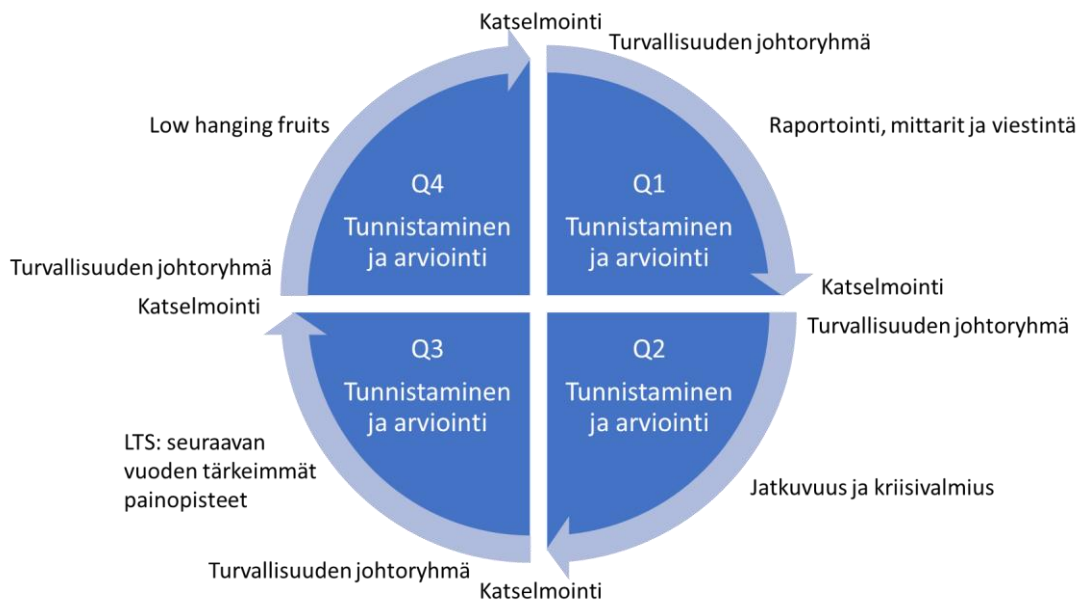 Katselmointi
Turvallisuuden johtoryhmä
Low hanging fruits
Raportointi, mittarit ja viestintä
Q4
Tunnistaminen
ja arviointi
Q1
Tunnistaminen
ja arviointi
Turvallisuuden johtoryhmä
Katselmointi
Katselmointi
Turvallisuuden johtoryhmä
Q3
Tunnistaminen
ja arviointi
Q2
Tunnistaminen
ja arviointi
LTS: seuraavan
vuoden tärkeimmät
painopisteet
Jatkuvuus ja kriisivalmius
Turvallisuuden johtoryhmä
Katselmointi